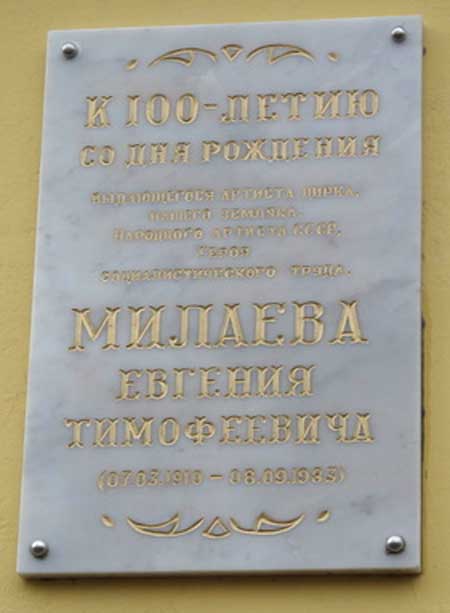 К 100-ЛЕТИЮ
СО ДНЯ РОЖДЕНИЯ
ВЫДАЮЩЕГОСЯ АРТИСТА ЦИРКА,
НАШЕГО ЗЕМЛЯКА,
НАРОДНОГО АРТИСТА СССР,
ГЕРОЯ
СОЦИАЛИСТИЧЕСКОГО ТРУДА,
МИЛАЕВА
ЕВГЕНИЯ
ТИМОФЕЕВИЧА
(07.03.1910 – 08.09.1983)